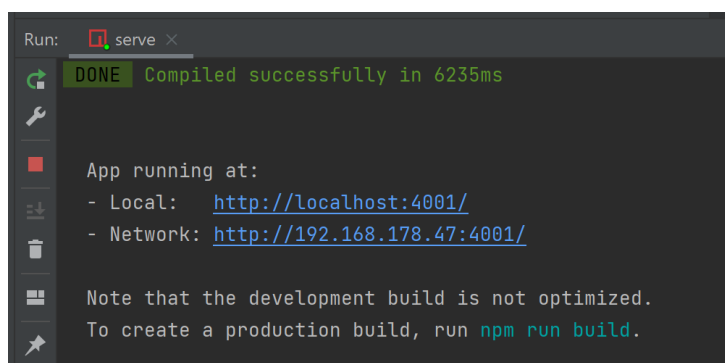 Run: serve
DONE Compiled successfully in 6235ms
App running at:
- Local: http://localhost:4001/
- Network: http://192.168.178.47:4001/
Note that the development build is not optimized.
To create a production build, run npm run build.